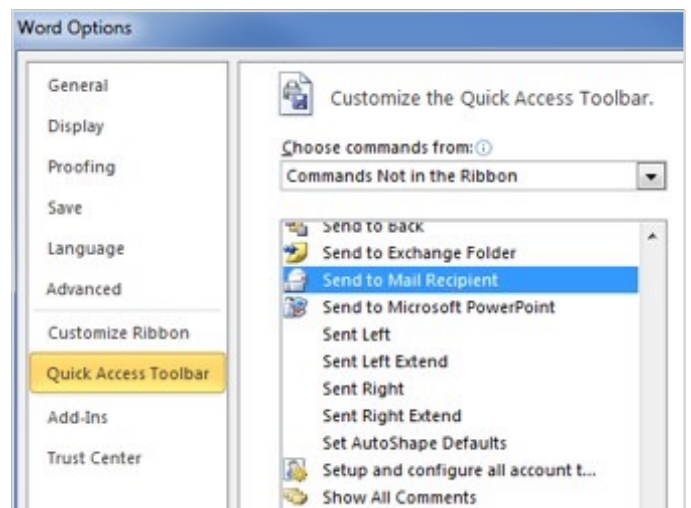 Word Options
General
Display
Proofing
Save
Language
Advanced
Customize Ribbon
Quick Access Toolbar
Add-Ins
Trust Center
Customize the Quick Access Toolbar.
Choose commands from:
Commands Not in the Ribbon
Send to Back
Send to Exchange Folder
Send to Mail Recipient
Send to Microsoft PowerPoint
Sent Left
Sent Left Extend
Sent Right
Sent Right Extend
Set AutoShape Defaults
Setup and configure all account t...
Show All Comments